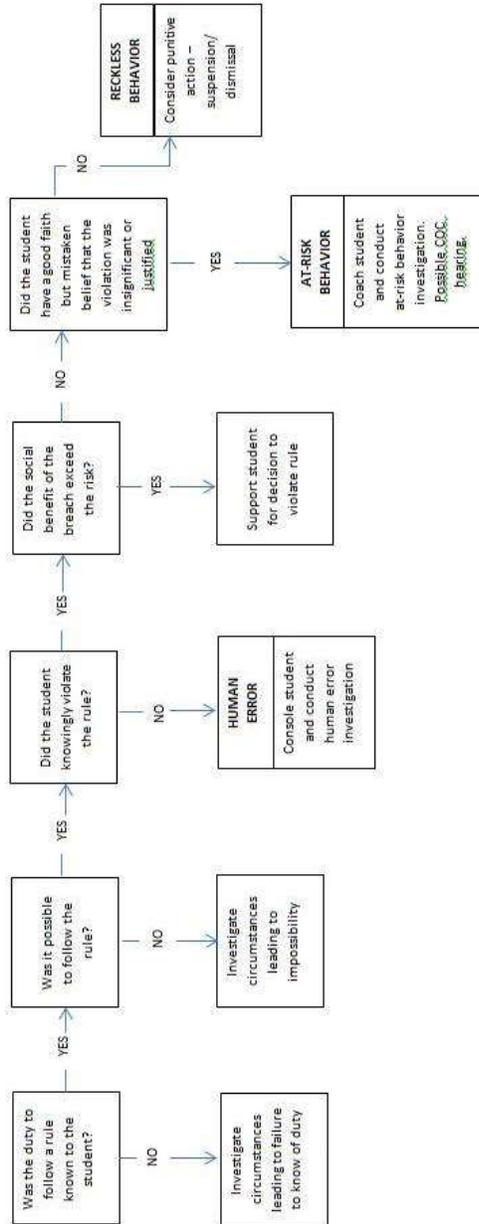 Was the duty to
follow a rule
known to the
student?
YES
NO
Investigate
circumstances
leading to failure
to know of duty
Was it possible
to follow the
rule?
YES
NO
Investigate
circumstances
leading to
impossibility
Did the student
knowingly violate
the rule?
YES
NO
HUMAN
ERROR
Console student
and conduct
human error
investigation
Did the social
benefit of the
breach exceed
the risk?
NO
YES
Support student
for decision to
violate rule
Did the student
have a good faith
but mistaken
belief that the
violation was
insignificant or
justified
NO
YES
AT-RISK
BEHAVIOR
Coach student
and conduct
at-risk behavior
investigation.
Possible COC
hearing.
RECKLESS
BEHAVIOR
Consider punitive
action –
suspension/
dismissal